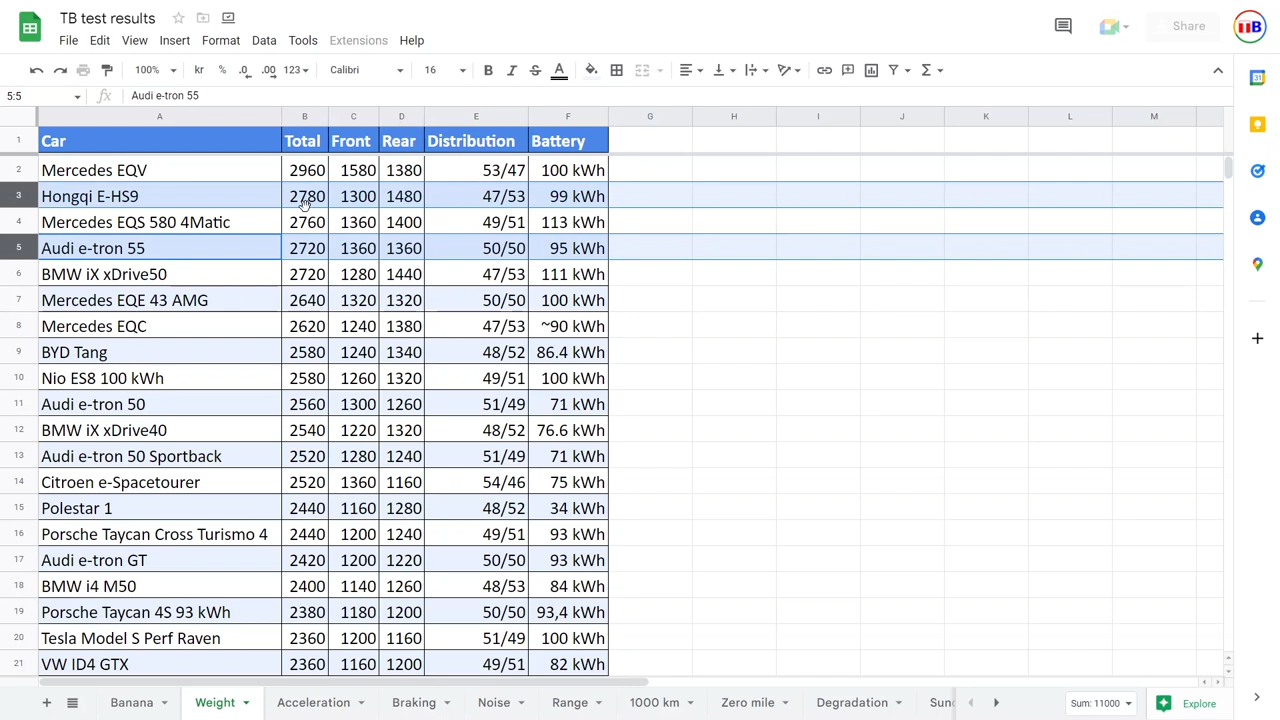 TB test results
File Edit View Insert Format Data Tools Extensions Help
Share
TTB
100% kr % .0 .00 123 Calibri 16 B I S A
5:5 fx Audi e-tron 55
A B C D E F G H I J K L M
1 Car Total Front Rear Distribution Battery
2 Mercedes EQV 2960 1580 1380 53/47 100 kWh
3 Hongqi E-HS9 2780 1300 1480 47/53 99 kWh
4 Mercedes EQS 580 4Matic 2760 1360 1400 49/51 113 kWh
5 Audi e-tron 55 2720 1360 1360 50/50 95 kWh
6 BMW iX xDrive50 2720 1280 1440 47/53 111 kWh
7 Mercedes EQE 43 AMG 2640 1320 1320 50/50 100 kWh
8 Mercedes EQC 2620 1240 1380 47/53 ~90 kWh
9 BYD Tang 2580 1240 1340 48/52 86.4 kWh
10 Nio ES8 100 kWh 2580 1260 1320 49/51 100 kWh
11 Audi e-tron 50 2560 1300 1260 51/49 71 kWh
12 BMW iX xDrive40 2540 1220 1320 48/52 76.6 kWh
13 Audi e-tron 50 Sportback 2520 1280 1240 51/49 71 kWh
14 Citroen e-Spacetourer 2520 1360 1160 54/46 75 kWh
15 Polestar 1 2440 1160 1280 48/52 34 kWh
16 Porsche Taycan Cross Turismo 4 2440 1200 1240 49/51 93 kWh
17 Audi e-tron GT 2420 1200 1220 50/50 93 kWh
18 BMW i4 M50 2400 1140 1260 48/53 84 kWh
19 Porsche Taycan 4S 93 kWh 2380 1180 1200 50/50 93,4 kWh
20 Tesla Model S Perf Raven 2360 1200 1160 51/49 100 kWh
21 VW ID4 GTX 2360 1160 1200 49/51 82 kWh
Banana Weight Acceleration Braking Noise Range 1000 km Zero mile Degradation Sun Sum: 11000 Explore